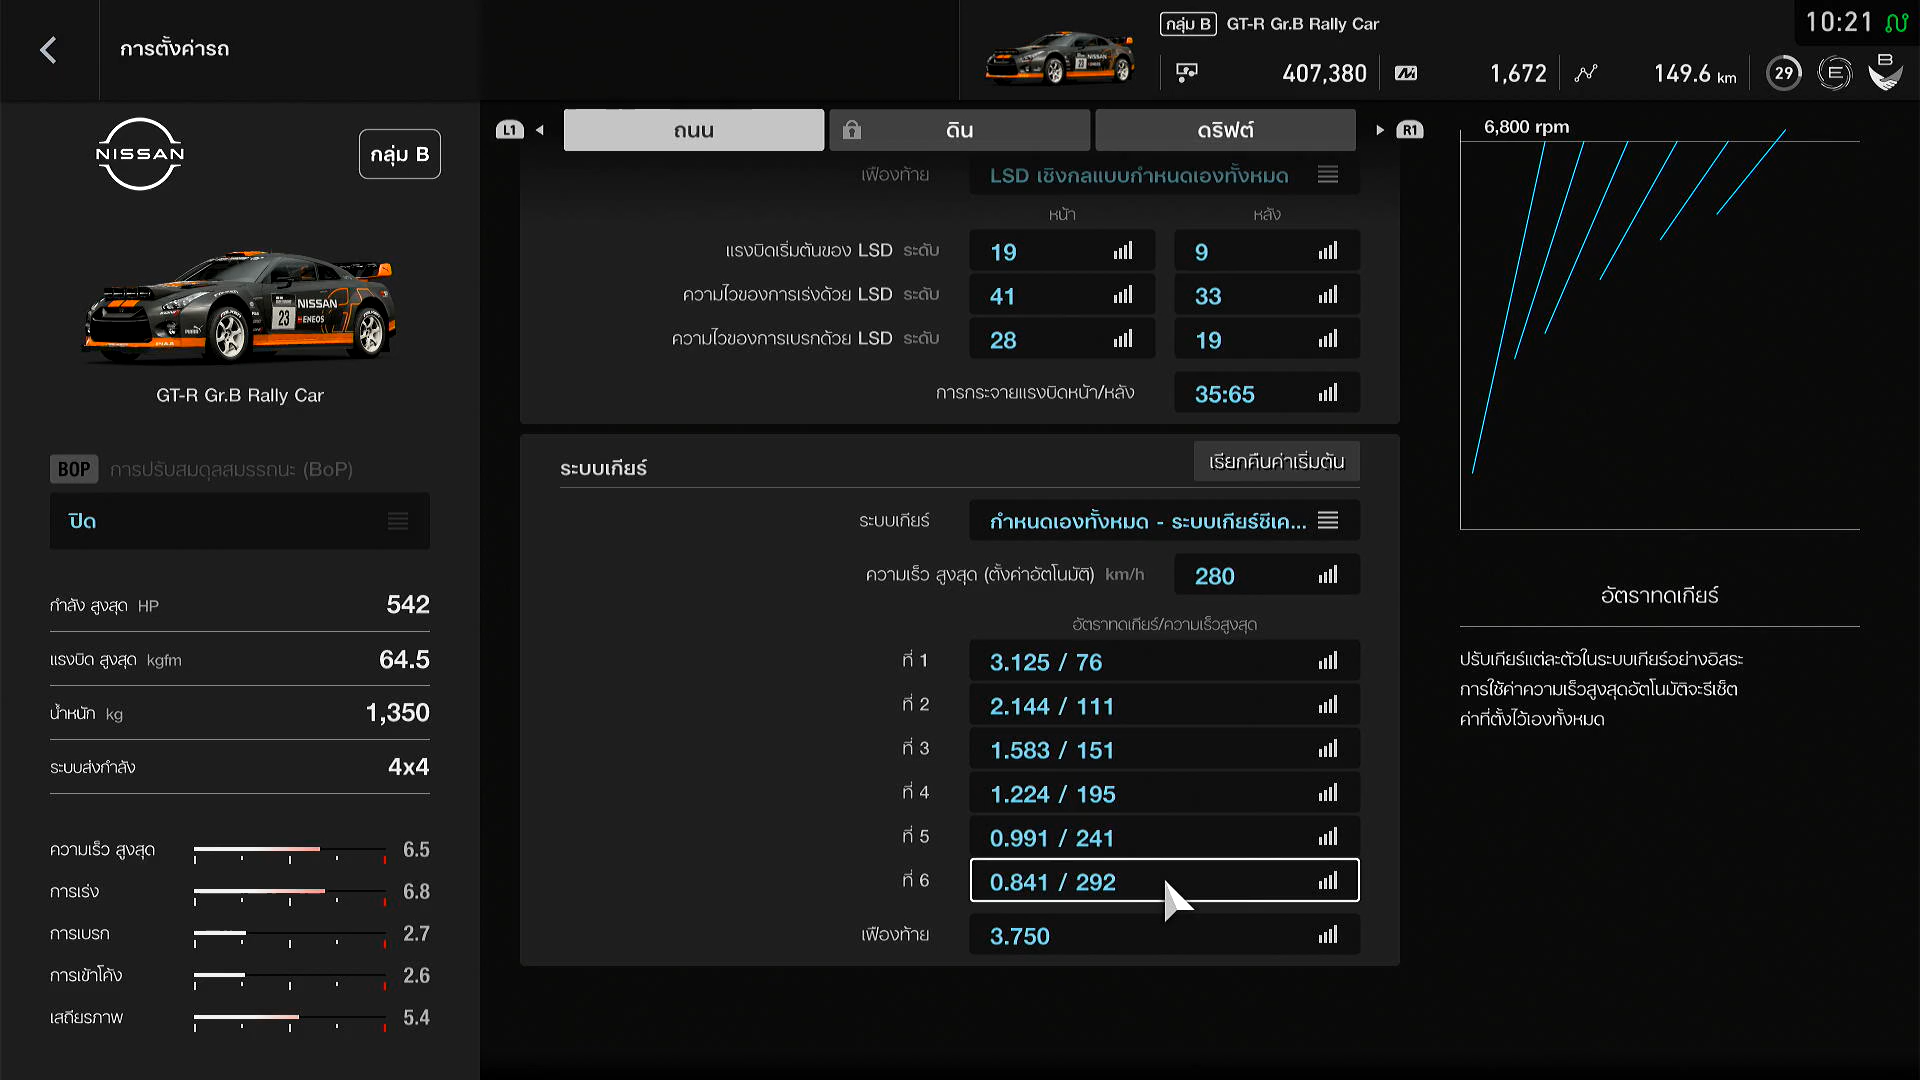 การตั้งค่ารถ
กลุ่ม B GT-R Gr.B Rally Car
10:21
407,380
1,672
149.6 km
29
E
B
NISSAN
กลุ่ม B
GT-R Gr.B Rally Car
BOP การปรับสมดุลสมรรถนะ (BoP)
ปิด
กำลัง สูงสุด HP 542
แรงบิด สูงสุด kgfm 64.5
น้ำหนัก kg 1,350
ระบบส่งกำลัง 4x4
ความเร็ว สูงสุด 6.5
การเร่ง 6.8
การเบรก 2.7
การเข้าโค้ง 2.6
เสถียรภาพ 5.4
L1 ถนน ดิน ดริฟต์ R1
เฟืองท้าย LSD เชิงกลแบบกำหนดเองทั้งหมด
หน้า หลัง
แรงบิดเริ่มต้นของ LSD ระดับ 19 9
ความไวของการเร่งด้วย LSD ระดับ 41 33
ความไวของการเบรกด้วย LSD ระดับ 28 19
การกระจายแรงบิดหน้า/หลัง 35:65
ระบบเกียร์ เรียกคืนค่าเริ่มต้น
ระบบเกียร์ กำหนดเองทั้งหมด - ระบบเกียร์ซีเค...
ความเร็ว สูงสุด (ตั้งค่าอัตโนมัติ) km/h 280
อัตราทดเกียร์/ความเร็วสูงสุด
ที่ 1 3.125 / 76
ที่ 2 2.144 / 111
ที่ 3 1.583 / 151
ที่ 4 1.224 / 195
ที่ 5 0.991 / 241
ที่ 6 0.841 / 292
เฟืองท้าย 3.750
6,800 rpm
อัตราทดเกียร์
ปรับเกียร์แต่ละตัวในระบบเกียร์อย่างอิสระ
การใช้ค่าความเร็วสูงสุดอัตโนมัติจะรีเซ็ต
ค่าที่ตั้งไว้เองทั้งหมด